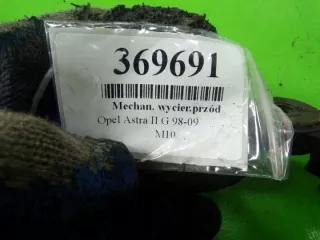 369691
Mechan. wycier.przód
Opel Astra II G 98-09
M10